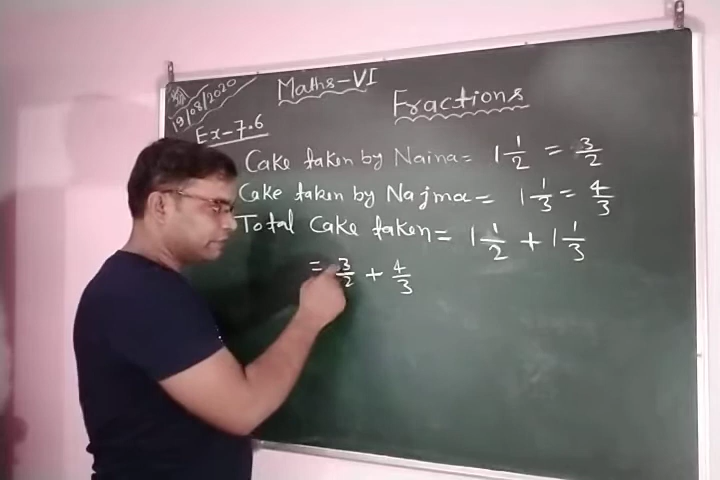 19/08/2020
Maths-VI
Fractions
Ex-7.6
Cake taken by Naina = 1 1/2 = 3/2
Cake taken by Najma = 1 1/3 = 4/3
Total Cake taken = 1 1/2 + 1 1/3
= 3/2 + 4/3